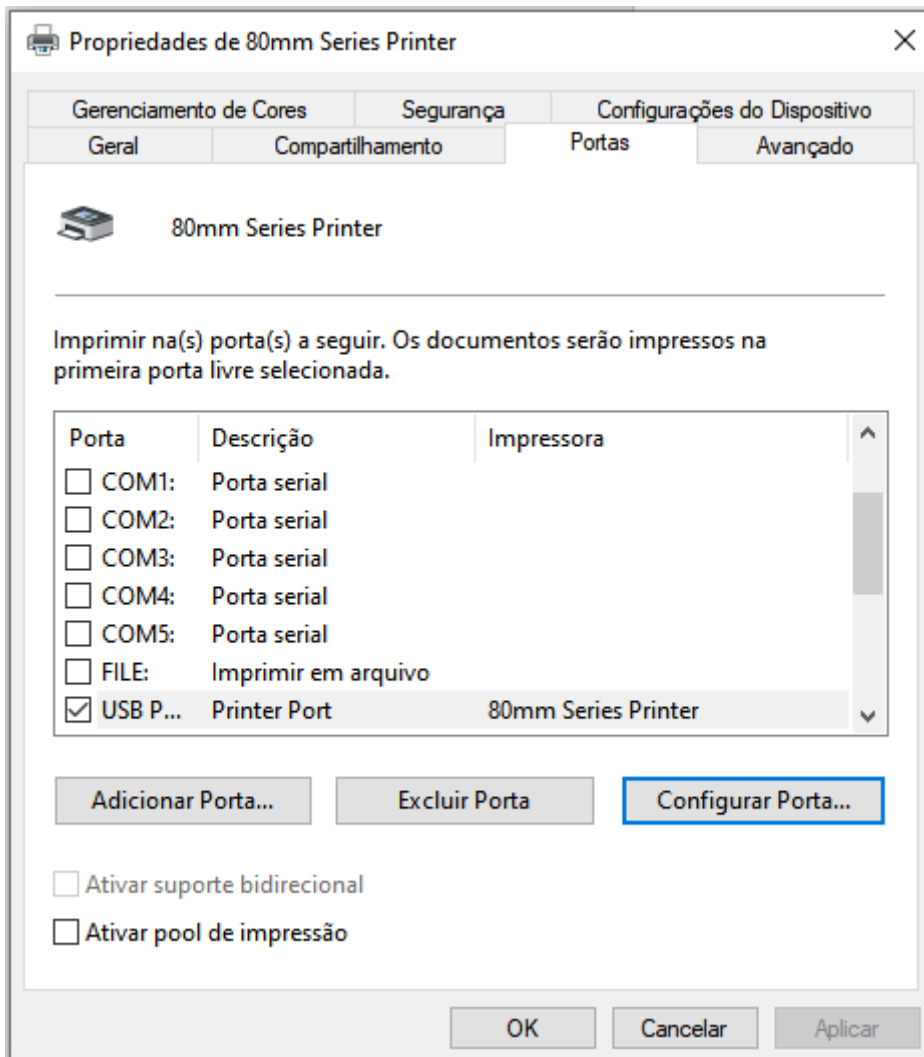 Propriedades de 80mm Series Printer
Gerenciamento de Cores Segurança Configurações do Dispositivo
Geral Compartilhamento Portas Avançado
80mm Series Printer
Imprimir na(s) porta(s) a seguir. Os documentos serão impressos na
primeira porta livre selecionada.
Porta Descrição Impressora
COM1: Porta serial
COM2: Porta serial
COM3: Porta serial
COM4: Porta serial
COM5: Porta serial
FILE: Imprimir em arquivo
USB P... Printer Port 80mm Series Printer
Adicionar Porta... Excluir Porta Configurar Porta...
Ativar suporte bidirecional
Ativar pool de impressão
OK Cancelar Aplicar